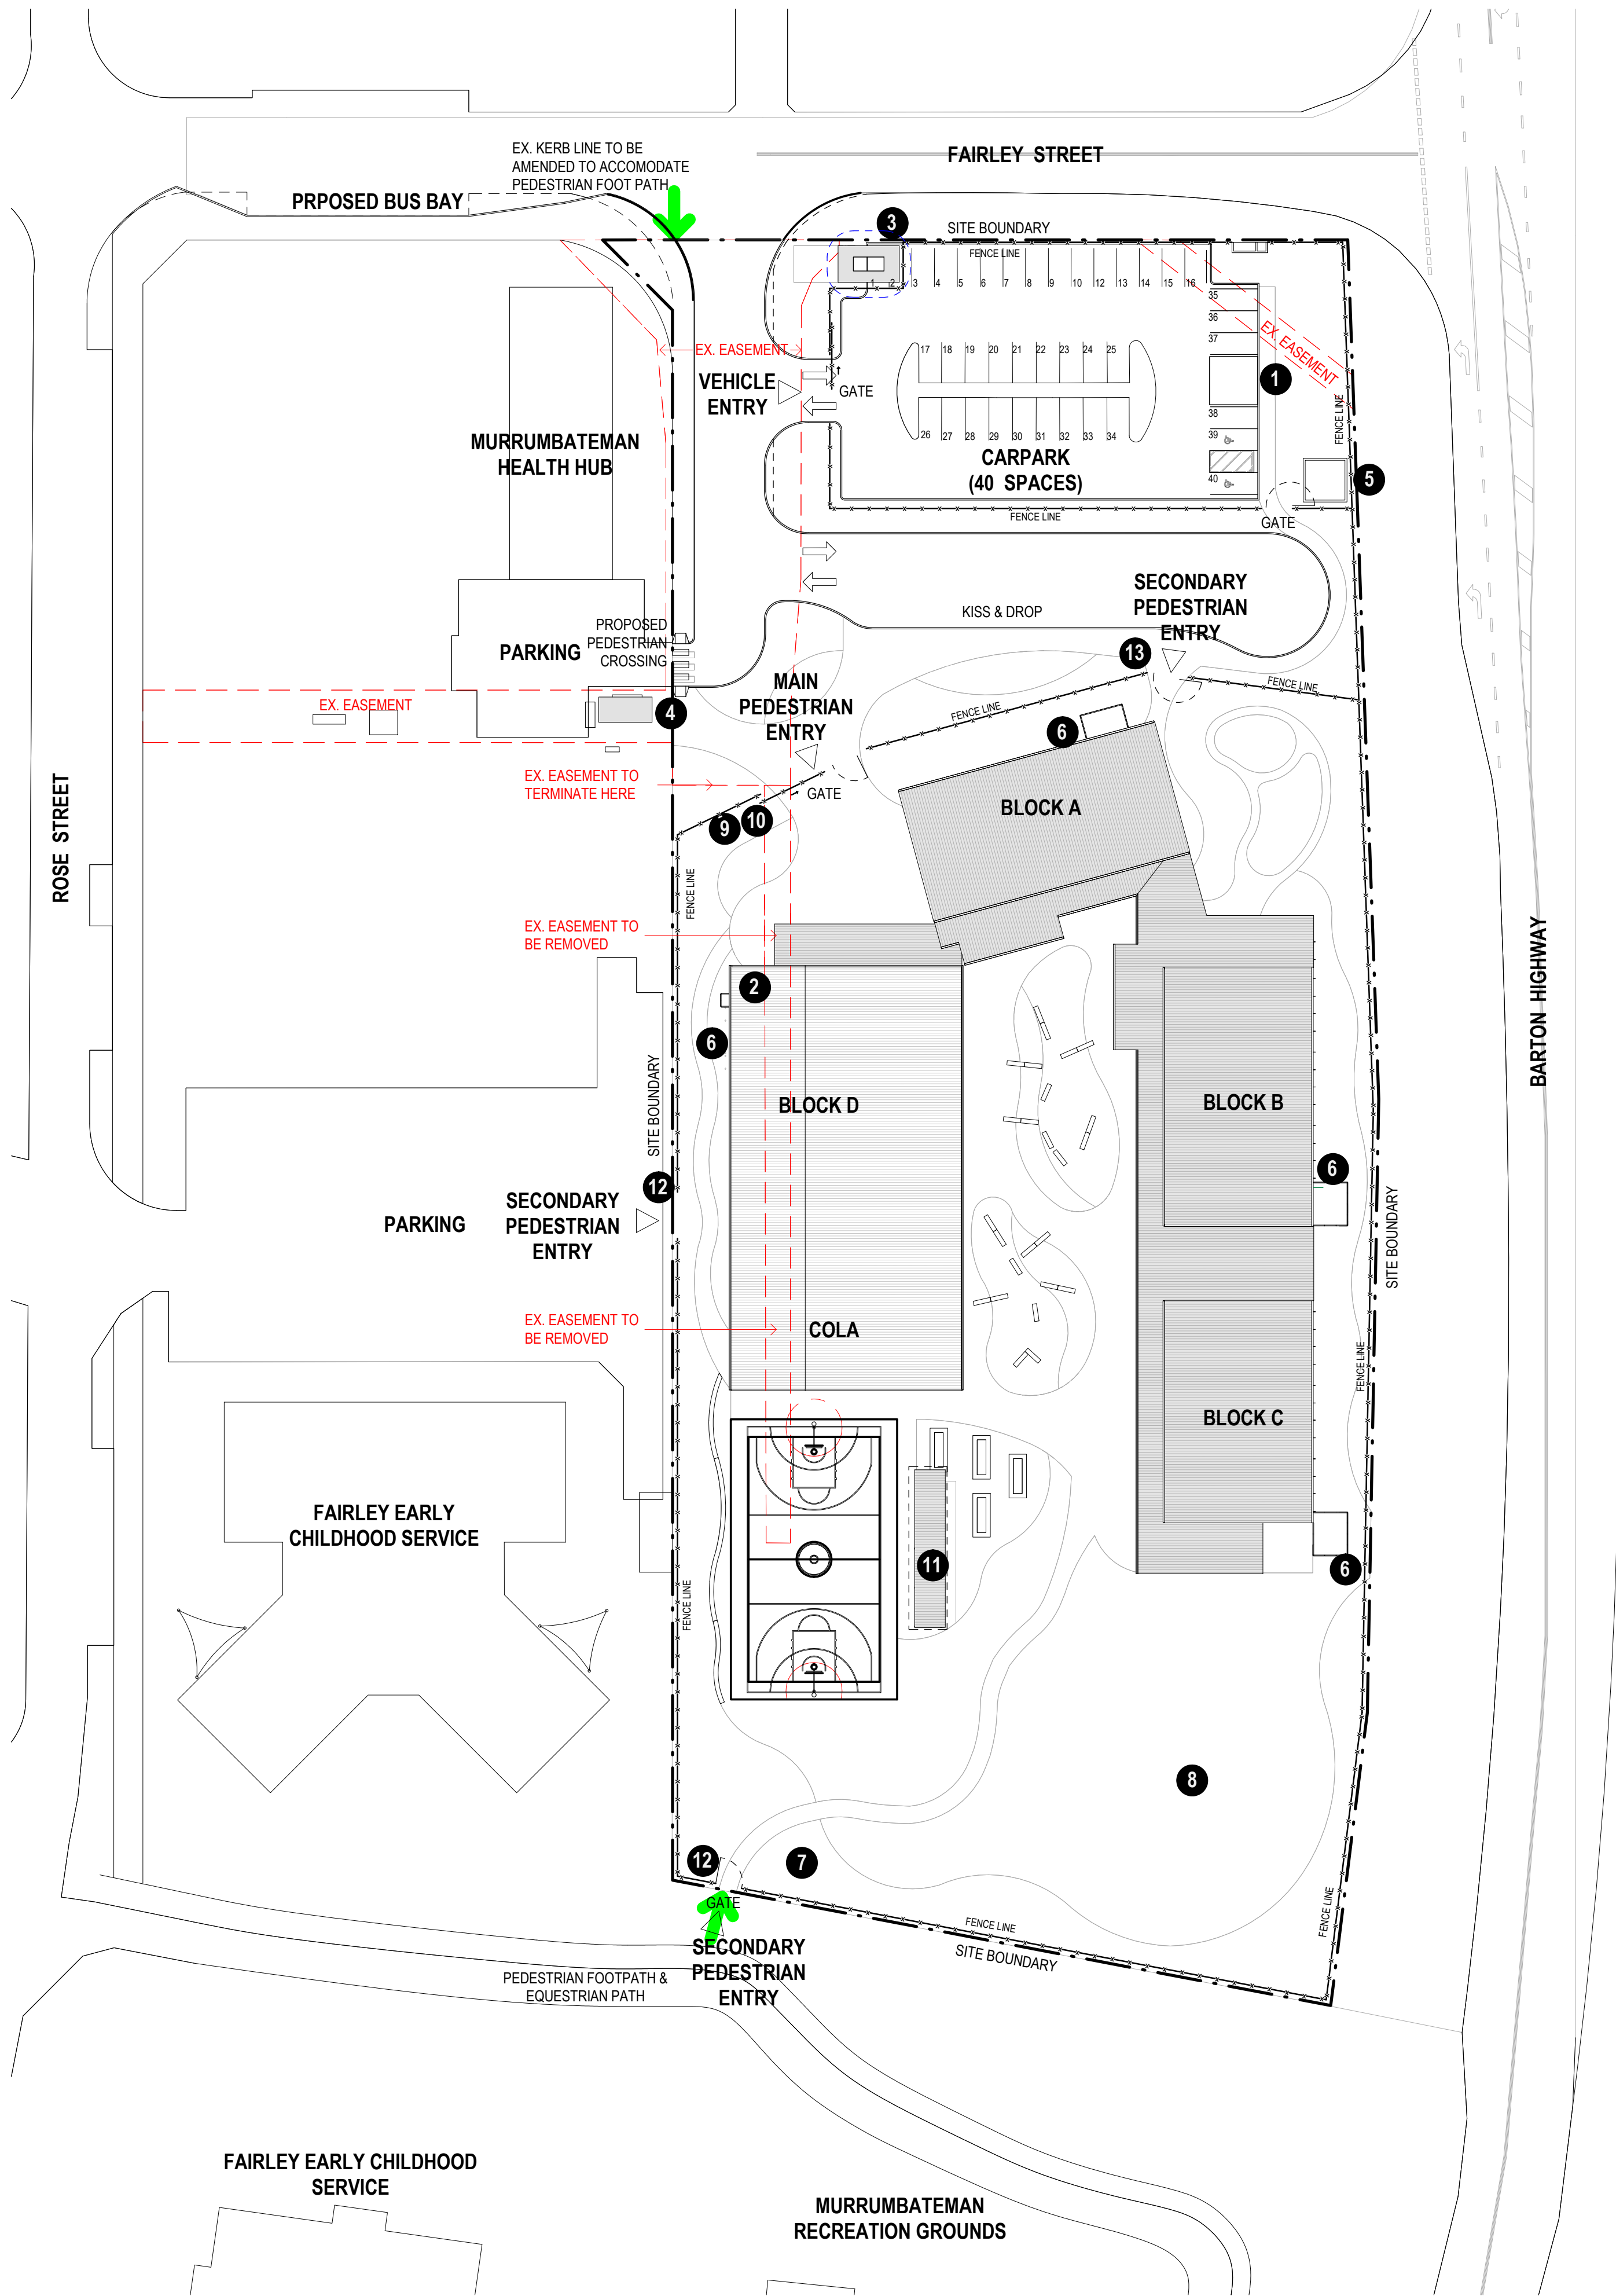 EX. KERB LINE TO BE
AMENDED TO ACCOMODATE
PEDESTRIAN FOOT PATH
FAIRLEY STREET
PRPOSED BUS BAY
3
SITE BOUNDARY
FENCE LINE
1 2 3 4 5 6 7 8 9 10 12 13 14 15 16
35
36
37
38
39
40
EX. EASEMENT
EX. EASEMENT
17 18 19 20 21 22 23 24 25
26 27 28 29 30 31 32 33 34
VEHICLE
ENTRY
GATE
1
FENCE LINE
MURRUMBATEMAN
HEALTH HUB
CARPARK
(40 SPACES)
5
FENCE LINE
GATE
SECONDARY
PEDESTRIAN
ENTRY
KISS & DROP
PROPOSED
PEDESTRIAN
CROSSING
PARKING
13
MAIN
PEDESTRIAN
ENTRY
FENCE LINE
FENCE LINE
EX. EASEMENT
4
6
EX. EASEMENT TO
TERMINATE HERE
GATE
9
10
BLOCK A
ROSE STREET
FENCE LINE
EX. EASEMENT TO
BE REMOVED
2
6
BARTON HIGHWAY
SITE BOUNDARY
BLOCK D
BLOCK B
6
12
SECONDARY
PEDESTRIAN
ENTRY
PARKING
SITE BOUNDARY
EX. EASEMENT TO
BE REMOVED
COLA
FENCE LINE
BLOCK C
FAIRLEY EARLY
CHILDHOOD SERVICE
11
6
FENCE LINE
8
12
7
GATE
FENCE LINE
FENCE LINE
SITE BOUNDARY
SECONDARY
PEDESTRIAN
ENTRY
PEDESTRIAN FOOTPATH &
EQUESTRIAN PATH
FAIRLEY EARLY CHILDHOOD
SERVICE
MURRUMBATEMAN
RECREATION GROUNDS